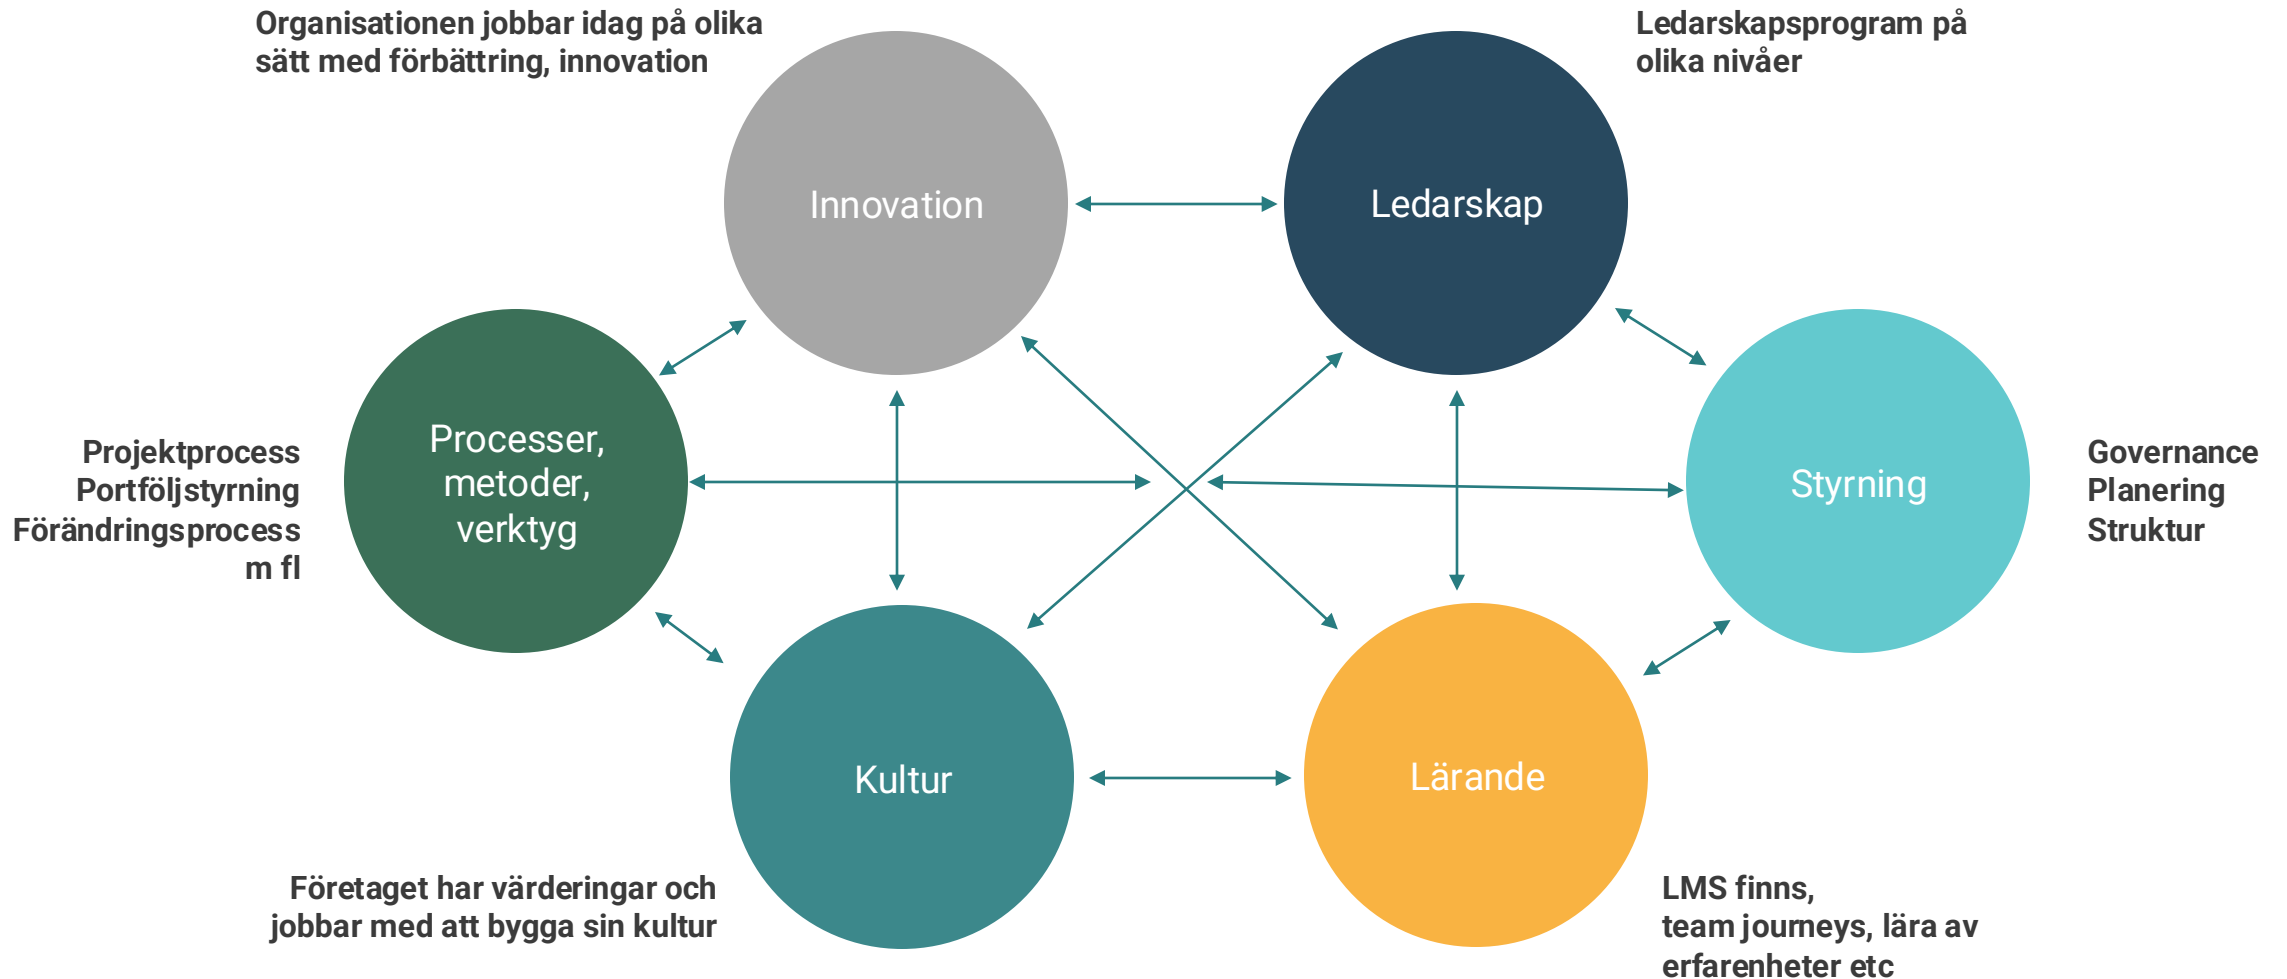 Organisationen jobbar idag på olika
sätt med förbättring, innovation
Ledarskapsprogram på
olika nivåer
Innovation
Ledarskap
Projektprocess
Portföljstyrning
Förändringsprocess
m fl
Processer,
metoder,
verktyg
Styrning
Governance
Planering
Struktur
Kultur
Lärande
Företaget har värderingar och
jobbar med att bygga sin kultur
LMS finns,
team journeys, lära av
erfarenheter etc